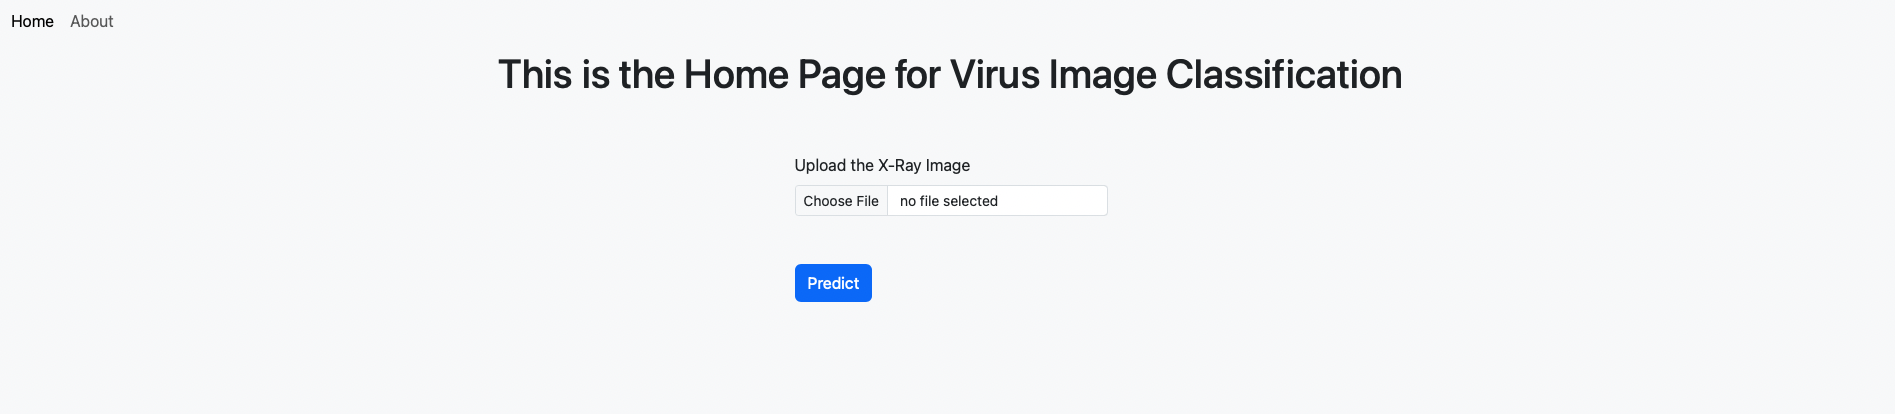 Home About
This is the Home Page for Virus Image Classification
Upload the X-Ray Image
Choose File no file selected
Predict